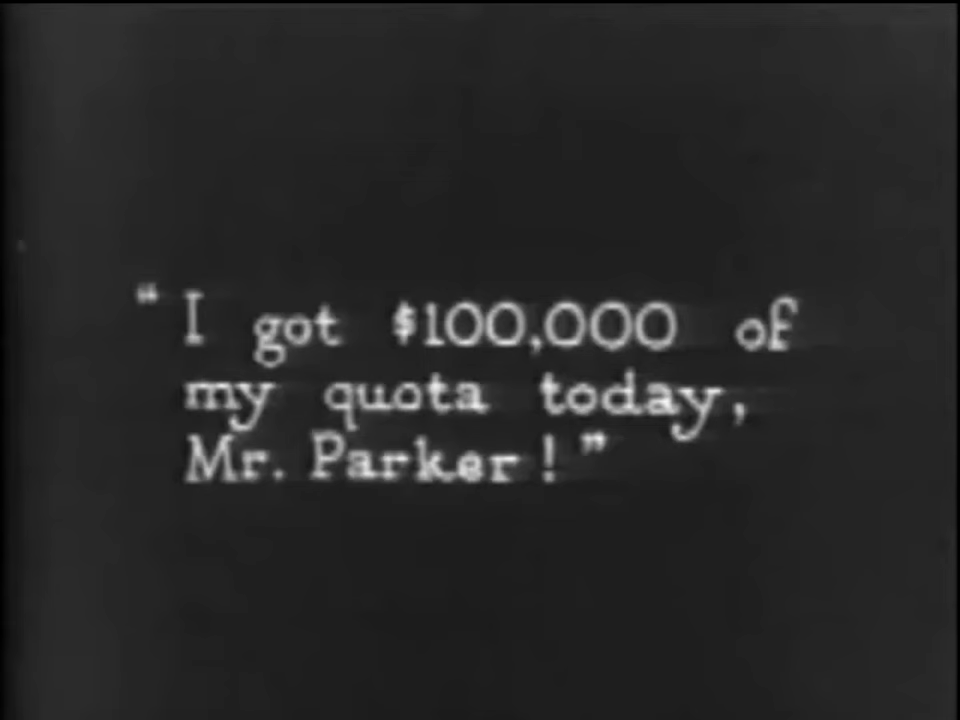 “I got $100,000 of
my quota today,
Mr. Parker!”